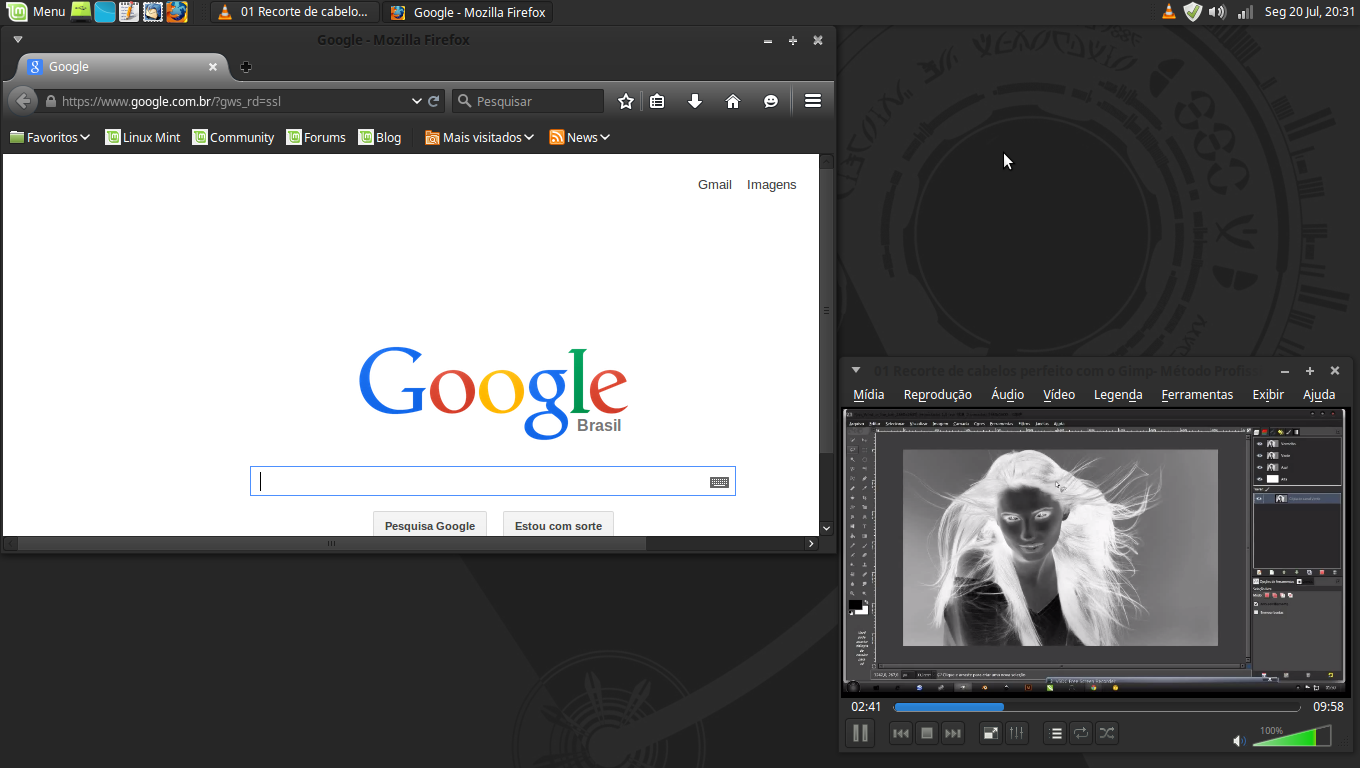 Menu
01 Recorte de cabelo...
Google - Mozilla Firefox
Seg 20 Jul, 20:31
Google - Mozilla Firefox
Google
https://www.google.com.br/?gws_rd=ssl
Pesquisar
Favoritos
Linux Mint
Community
Forums
Blog
Mais visitados
News
Gmail
Imagens
Google
Brasil
Pesquisa Google
Estou com sorte
01 Recorte de cabelos perfeito com o Gimp- Metodo Profiss
Mídia
Reprodução
Áudio
Vídeo
Legenda
Ferramentas
Exibir
Ajuda
02:41
09:58
100%